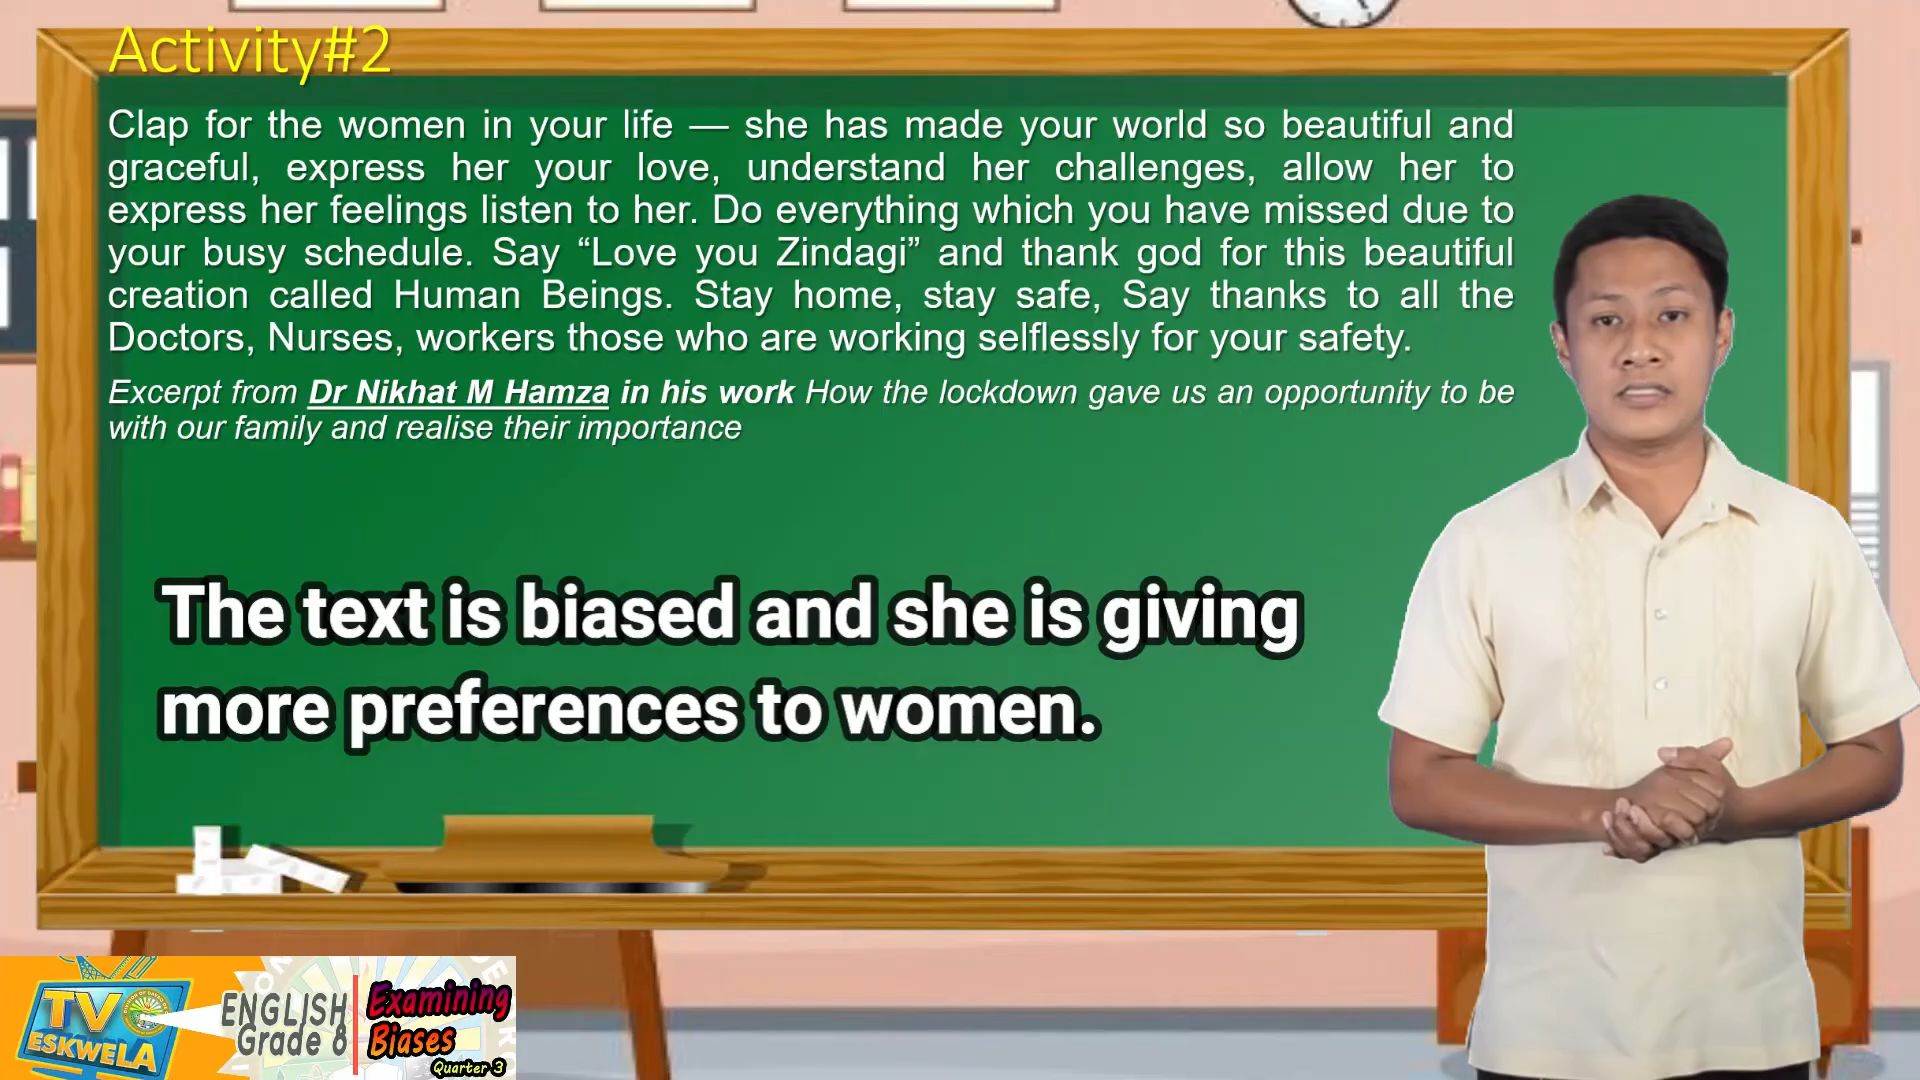 Activity#2
Clap for the women in your life — she has made your world so beautiful and
graceful, express her your love, understand her challenges, allow her to
express her feelings listen to her. Do everything which you have missed due to
your busy schedule. Say “Love you Zindagi” and thank god for this beautiful
creation called Human Beings. Stay home, stay safe, Say thanks to all the
Doctors, Nurses, workers those who are working selflessly for your safety.
Excerpt from Dr Nikhat M Hamza in his work How the lockdown gave us an opportunity to be
with our family and realise their importance
The text is biased and she is giving
more preferences to women.
TV
ESKWELA
ENGLISH
Grade 8
Examining
Biases
Quarter 3